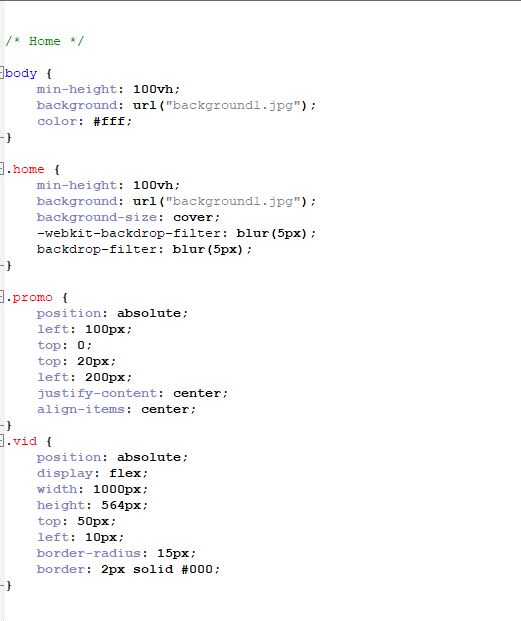 /* Home */
body {
min-height: 100vh;
background: url("background1.jpg");
color: #fff;
}
.home {
min-height: 100vh;
background: url("background1.jpg");
background-size: cover;
-webkit-backdrop-filter: blur(5px);
backdrop-filter: blur(5px);
}
.promo {
position: absolute;
left: 100px;
top: 0;
top: 20px;
left: 200px;
justify-content: center;
align-items: center;
}
.vid {
position: absolute;
display: flex;
width: 1000px;
height: 564px;
top: 50px;
left: 10px;
border-radius: 15px;
border: 2px solid #000;
}